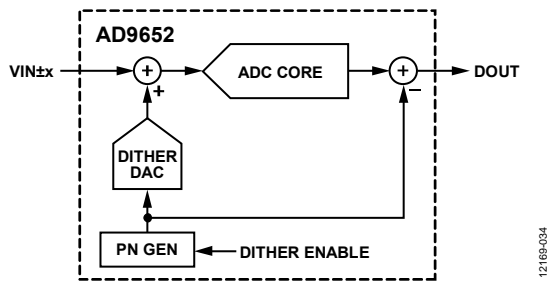 AD9652
VIN±x
+
+
ADC CORE
+
−
DOUT
DITHER
DAC
PN GEN
DITHER ENABLE
12169-034